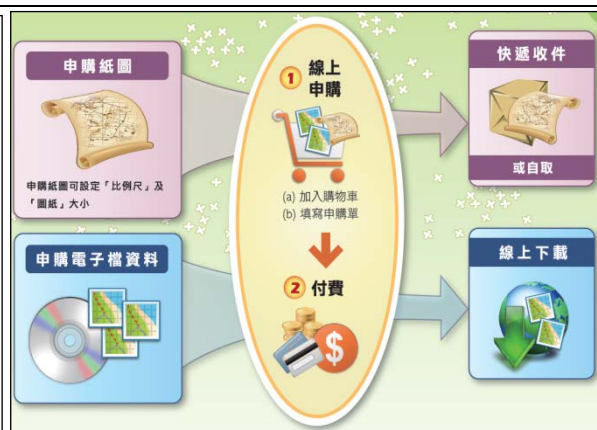 申購紙圖
申購紙圖可設定「比例尺」及
「圖紙」大小
申購電子檔資料
1 線上
申購
(a) 加入購物車
(b) 填寫申購單
2 付費
$
快遞收件
或自取
線上下載